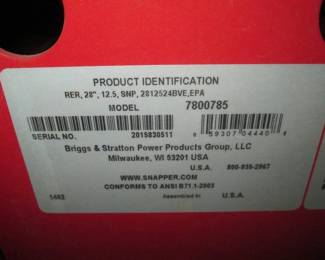 PRODUCT IDENTIFICATION
RER, 28", 12.5, SNP, 2812524BVE,EPA
MODEL 7800785
SERIAL NO. 2015830511
59307 04440
Briggs & Stratton Power Products Group, LLC
Milwaukee, WI 53201 USA
U.S.A. 800-935-2967
WWW.SNAPPER.COM
CONFORMS TO ANSI B71.1-2003
Assembled in U.S.A.